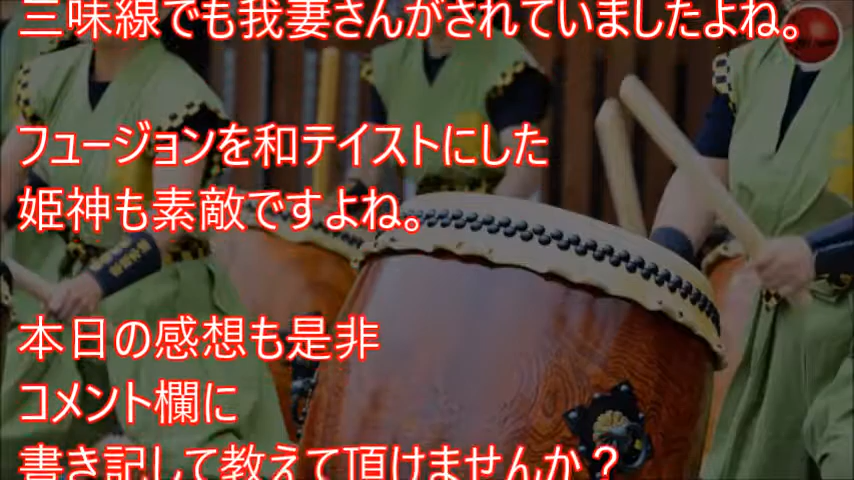 三味線でも我妻さんがされていましたよね。
フュージョンを和テイストにした
姫神も素敵ですよね。
本日の感想も是非
コメント欄に
書き記して教えて頂けませんか？